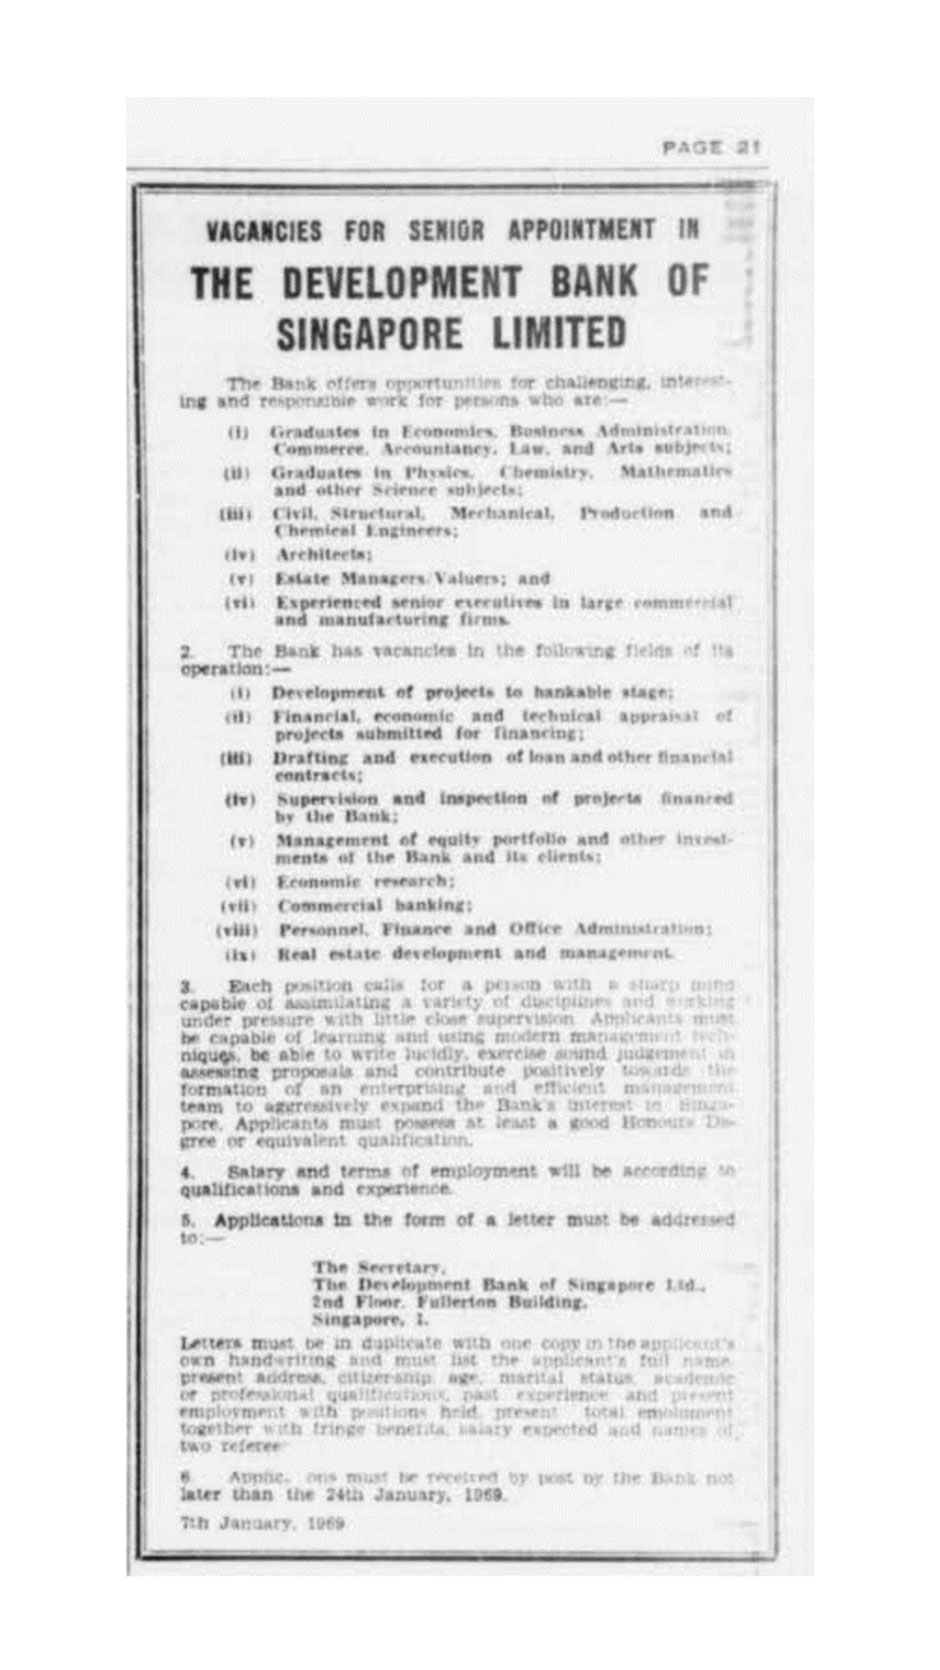 PAGE 21
VACANCIES FOR SENIOR APPOINTMENT IN
THE DEVELOPMENT BANK OF
SINGAPORE LIMITED
The Bank offers opportunities for challenging, interest-
ing and responsible work for persons who are:—
(i) Graduates in Economics, Business Administration,
Commerce, Accountancy, Law, and Arts subjects;
(ii) Graduates in Physics, Chemistry, Mathematics
and other Science subjects;
(iii) Civil, Structural, Mechanical, Production and
Chemical Engineers;
(iv) Architects;
(v) Estate Managers/Valuers; and
(vi) Experienced senior executives in large commercial
and manufacturing firms.
2. The Bank has vacancies in the following fields of its
operation:—
(i) Development of projects to bankable stage;
(ii) Financial, economic and technical appraisal of
projects submitted for financing;
(iii) Drafting and execution of loan and other financial
contracts;
(iv) Supervision and inspection of projects financed
by the Bank;
(v) Management of equity portfolio and other invest-
ments of the Bank and its clients;
(vi) Economic research;
(vii) Commercial banking;
(viii) Personnel, Finance and Office Administration;
(ix) Real estate development and management.
3. Each position calls for a person with a sharp mind
capable of assimilating a variety of disciplines and working
under pressure with little close supervision. Applicants must
be capable of learning and using modern management tech-
niques, be able to write lucidly, exercise sound judgement in
assessing proposals and contribute positively towards the
formation of an enterprising and efficient management
team to aggressively expand the Bank's interest in Singa-
pore. Applicants must possess at least a good Honours De-
gree or equivalent qualification.
4. Salary and terms of employment will be according to
qualifications and experience.
5. Applications in the form of a letter must be addressed
to:—
The Secretary,
The Development Bank of Singapore Ltd.,
2nd Floor, Fullerton Building,
Singapore, 1.
Letters must be in duplicate with one copy in the applicant's
own handwriting and must list the applicant's full name,
present address, citizenship, age, marital status, academic
or professional qualifications, past experience and present
employment with positions held, present total emolument
together with fringe benefits, salary expected and names of
two referee
6. Applic. ons must be received by post by the Bank not
later than the 24th January, 1969.
7th January, 1969